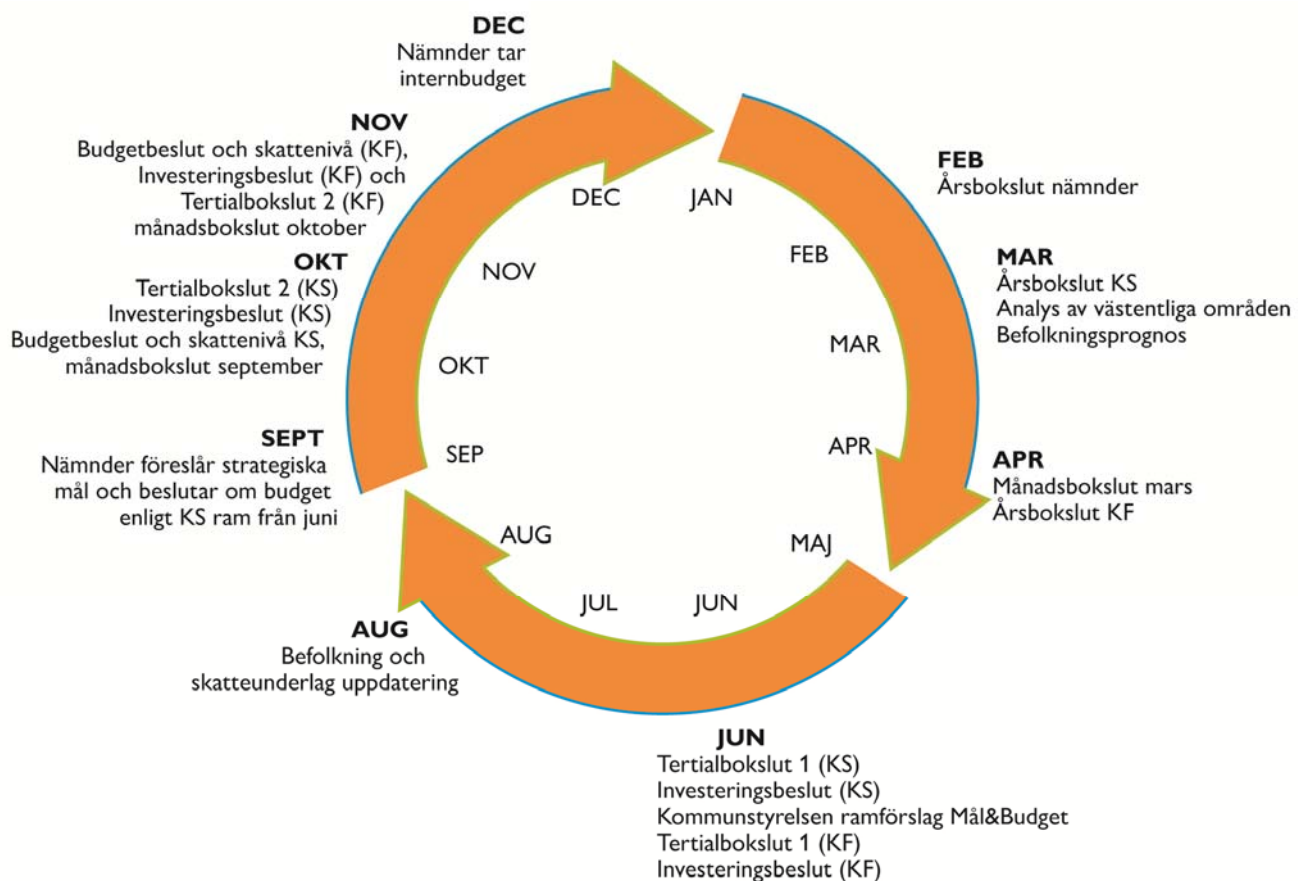 DEC
Nämnder tar
internbudget
NOV
Budgetbeslut och skattenivå (KF),
Investeringsbeslut (KF) och
Tertialbokslut 2 (KF)
månadsbokslut oktober
OKT
Tertialbokslut 2 (KS)
Investeringsbeslut (KS)
Budgetbeslut och skattenivå KS,
månadsbokslut september
SEPT
Nämnder föreslår strategiska
mål och beslutar om budget
enligt KS ram från juni
AUG
Befolkning och
skatteunderlag uppdatering
JAN
FEB
MAR
APR
MAJ
JUN
JUL
AUG
SEP
OKT
NOV
DEC
FEB
Årsbokslut nämnder
MAR
Årsbokslut KS
Analys av västentliga områden
Befolkningsprognos
APR
Månadsbokslut mars
Årsbokslut KF
JUN
Tertialbokslut 1 (KS)
Investeringsbeslut (KS)
Kommunstyrelsen ramförslag Mål&Budget
Tertialbokslut 1 (KF)
Investeringsbeslut (KF)